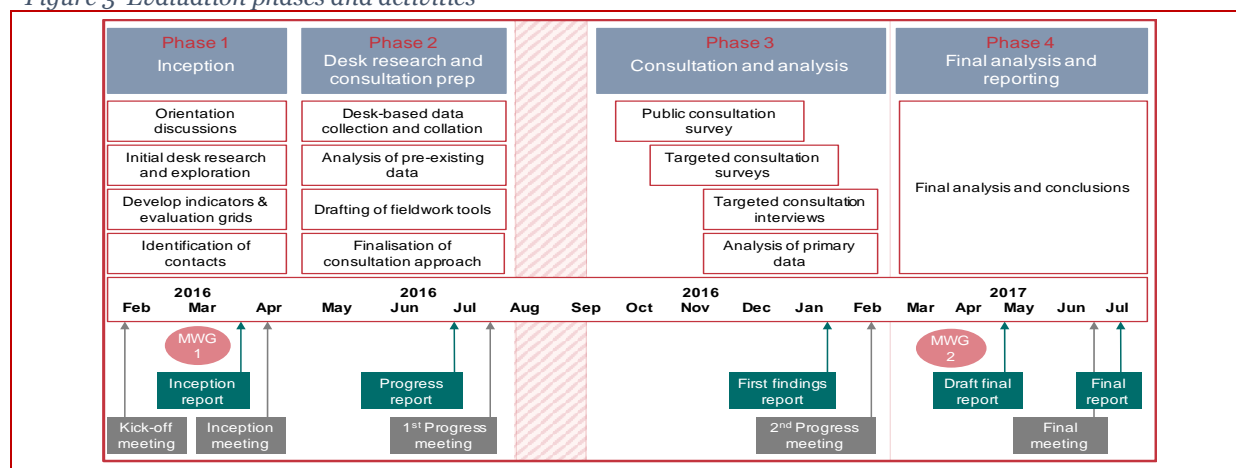 Figure 3 Evaluation phases and activities
Phase 1
Inception
Phase 2
Desk research and
consultation prep
Phase 3
Consultation and analysis
Phase 4
Final analysis and
reporting
Orientation
discussions
Initial desk research
and exploration
Develop indicators &
evaluation grids
Identification of
contacts
Desk-based data
collection and collation
Analysis of pre-existing
data
Drafting of fieldwork tools
Finalisation of
consultation approach
Public consultation
survey
Targeted consultation
surveys
Targeted consultation
interviews
Analysis of primary
data
Final analysis and conclusions
2016 2016 2016 2017
Feb Mar Apr May Jun Jul Aug Sep Oct Nov Dec Jan Feb Mar Apr May Jun Jul
MWG
1
MWG
2
Inception
report
Progress
report
First findings
report
Draft final
report
Final
report
Kick-off
meeting
Inception
meeting
1st Progress
meeting
2nd Progress
meeting
Final
meeting